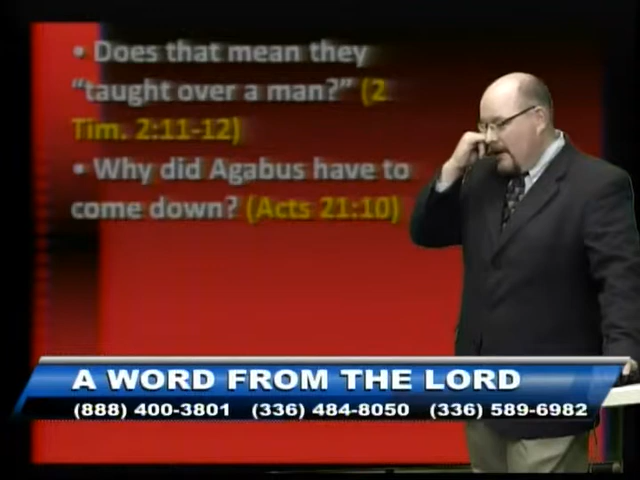 • Does that mean they
“taught over a man?” (2
Tim. 2:11-12)
• Why did Agabus have to
come down? (Acts 21:10)
A WORD FROM THE LORD
(888) 400-3801 (336) 484-8050 (336) 589-6982